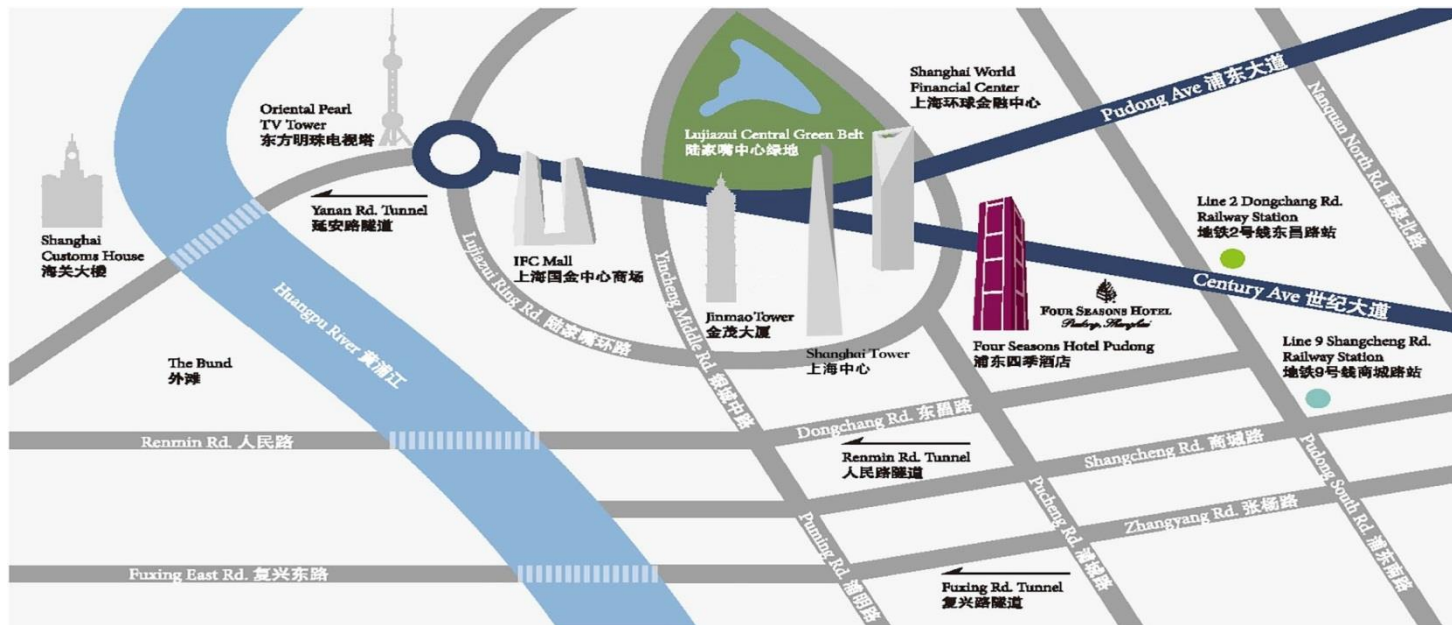 Oriental Pearl
TV Tower
东方明珠电视塔
Shanghai World
Financial Center
上海环球金融中心
Pudong Ave 浦东大道
Nanquan North Rd. 南泉北路
Lujiazui Central Green Belt
陆家嘴中心绿地
Yanan Rd. Tunnel
延安路隧道
Line 2 Dongchang Rd.
Railway Station
地铁2号线东昌路站
Shanghai
Customs House
海关大楼
IFC Mall
上海国金中心商场
Lujiazui Ring Rd. 陆家嘴环路
Yincheng Middle Rd. 银城中路
Jinmao Tower
金茂大厦
Century Ave 世纪大道
FOUR SEASONS HOTEL
Pudong, Shanghai
Huangpu River 黄浦江
Shanghai Tower
上海中心
Four Seasons Hotel Pudong
浦东四季酒店
Line 9 Shangcheng Rd.
Railway Station
地铁9号线商城路站
The Bund
外滩
Renmin Rd. 人民路
Dongchang Rd. 东昌路
Renmin Rd. Tunnel
人民路隧道
Shangcheng Rd. 商城路
Pucheng Rd. 浦城路
Pudong South Rd. 浦东南路
Zhangyang Rd. 张杨路
Puming Rd. 浦明路
Fuxing East Rd. 复兴东路
Fuxing Rd. Tunnel
复兴路隧道